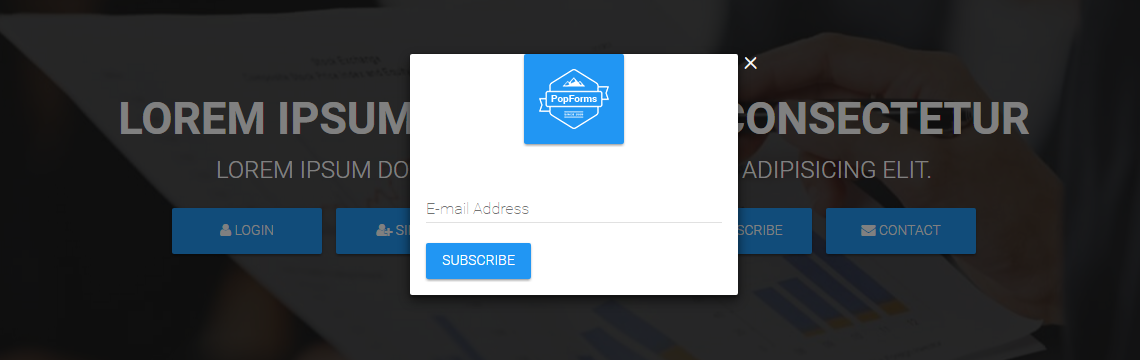 PopForms
LOREM IPSUM CONSECTETUR
LOREM IPSUM DO ADIPISICING ELIT.
E-mail Address
LOGIN
SCRIBE
CONTACT
SUBSCRIBE